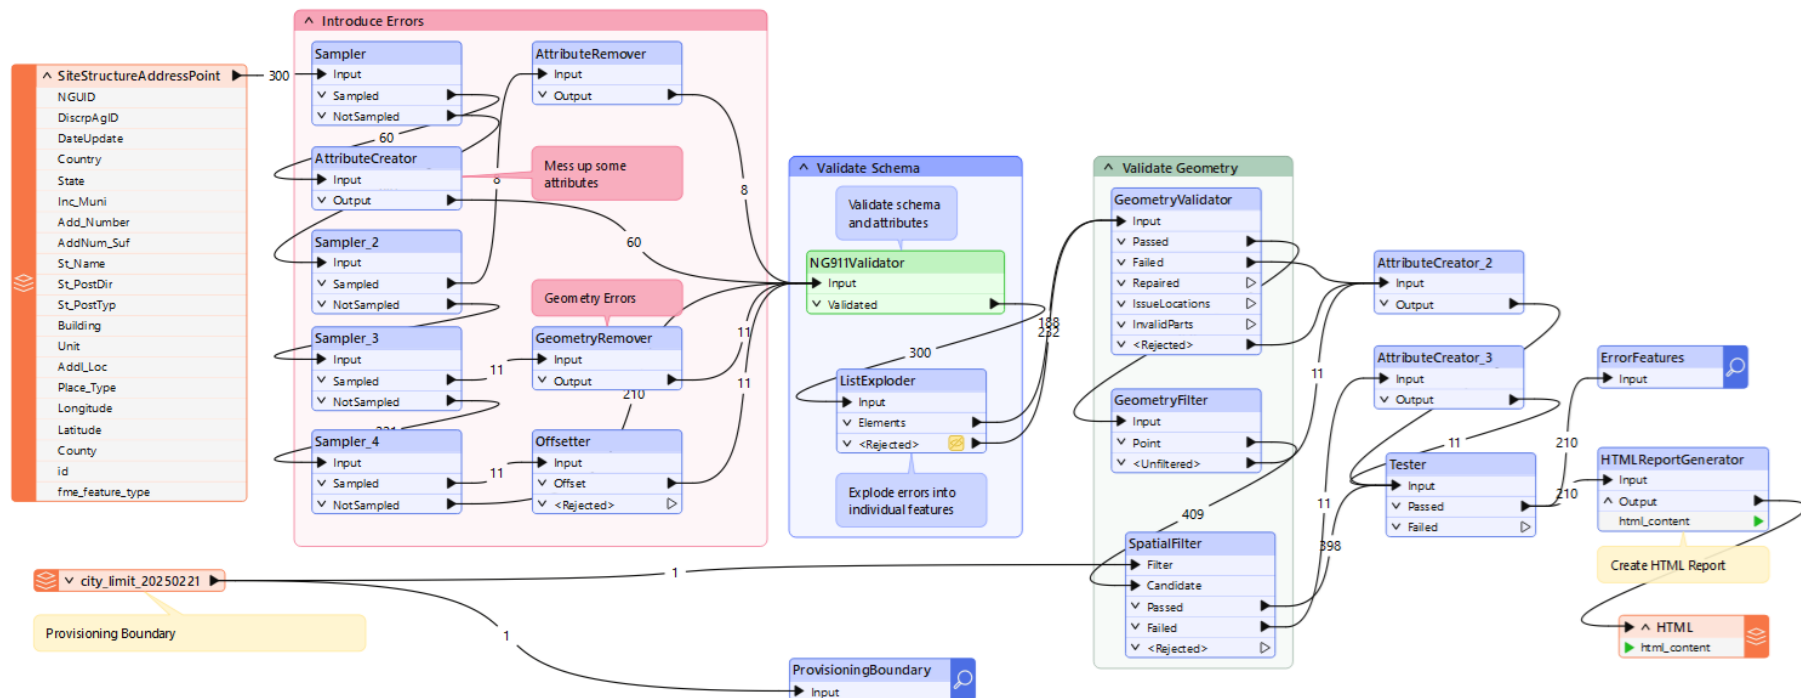 SiteStructureAddressPoint
NGUID
DiscrpAgID
DateUpdate
Country
State
Inc_Muni
Add_Number
AddNum_Suf
St_Name
St_PostDir
St_PostTyp
Building
Unit
Addl_Loc
Place_Type
Longitude
Latitude
County
id
fme_feature_type
300
Introduce Errors
Sampler
Input
Sampled
NotSampled
60
AttributeRemover
Input
Output
AttributeCreator
Input
Output
Mess up some
attributes
8
8
60
Sampler_2
Input
Sampled
NotSampled
Geometry Errors
Sampler_3
Input
Sampled
NotSampled
11
GeometryRemover
Input
Output
11
210
11
Sampler_4
Input
Sampled
NotSampled
11
Offsetter
Input
Offset
<Rejected>
Validate Schema
Validate schema
and attributes
NG911Validator
Input
Validated
300
ListExploder
Input
Elements
<Rejected>
Explode errors into
individual features
188
232
Validate Geometry
GeometryValidator
Input
Passed
Failed
Repaired
IssueLocations
InvalidParts
<Rejected>
GeometryFilter
Input
Point
<Unfiltered>
409
SpatialFilter
Filter
Candidate
Passed
Failed
<Rejected>
11
11
398
AttributeCreator_2
Input
Output
AttributeCreator_3
Input
Output
11
Tester
Input
Passed
Failed
210
210
ErrorFeatures
Input
HTMLReportGenerator
Input
Output
html_content
Create HTML Report
HTML
html_content
city_limit_20250221
Provisioning Boundary
1
1
ProvisioningBoundary
Input